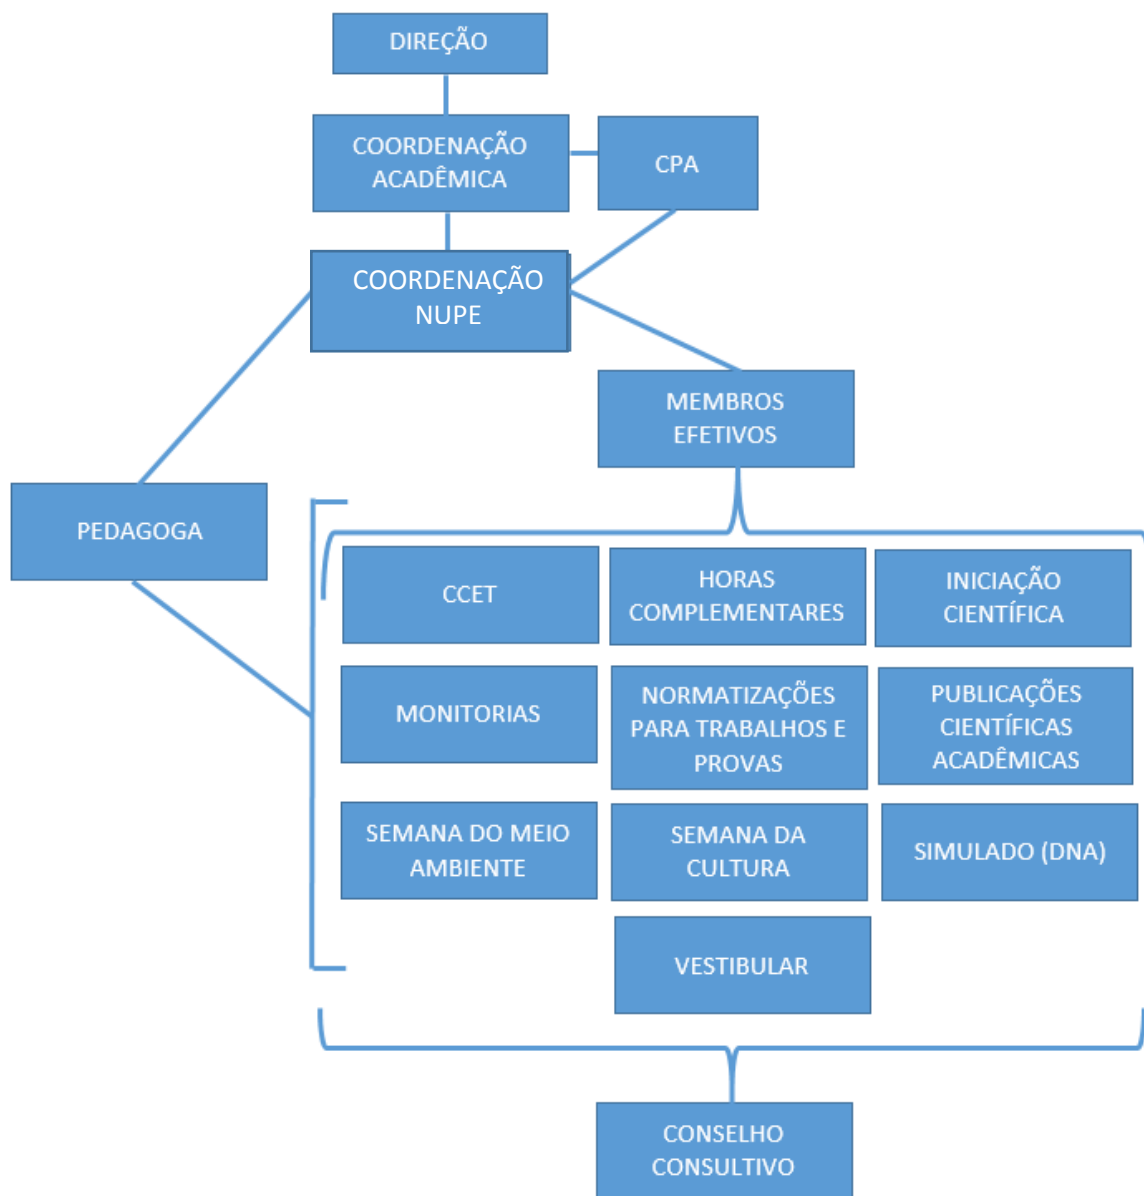 DIREÇÃO
COORDENAÇÃO
ACADÊMICA
CPA
COORDENAÇÃO
NUPE
MEMBROS
EFETIVOS
PEDAGOGA
CCET
HORAS
COMPLEMENTARES
INICIAÇÃO
CIENTÍFICA
MONITORIAS
NORMATIZAÇÕES
PARA TRABALHOS E
PROVAS
PUBLICAÇÕES
CIENTÍFICAS
ACADÊMICAS
SEMANA DO MEIO
AMBIENTE
SEMANA DA
CULTURA
SIMULADO (DNA)
VESTIBULAR
CONSELHO
CONSULTIVO